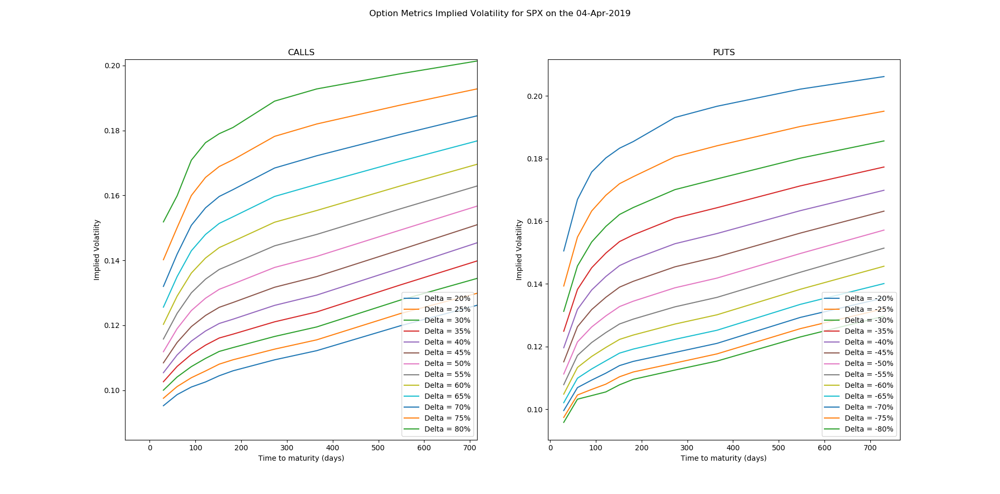 Option Metrics Implied Volatility for SPX on the 04-Apr-2019
CALLS
0.20
0.18
0.16
0.14
0.12
0.10
Implied Volatility
0 100 200 300 400 500 600 700
Time to maturity (days)
Delta = 20%
Delta = 25%
Delta = 30%
Delta = 35%
Delta = 40%
Delta = 45%
Delta = 50%
Delta = 55%
Delta = 60%
Delta = 65%
Delta = 70%
Delta = 75%
Delta = 80%
PUTS
0.20
0.18
0.16
0.14
0.12
0.10
Implied Volatility
0 100 200 300 400 500 600 700
Time to maturity (days)
Delta = -20%
Delta = -25%
Delta = -30%
Delta = -35%
Delta = -40%
Delta = -45%
Delta = -50%
Delta = -55%
Delta = -60%
Delta = -65%
Delta = -70%
Delta = -75%
Delta = -80%